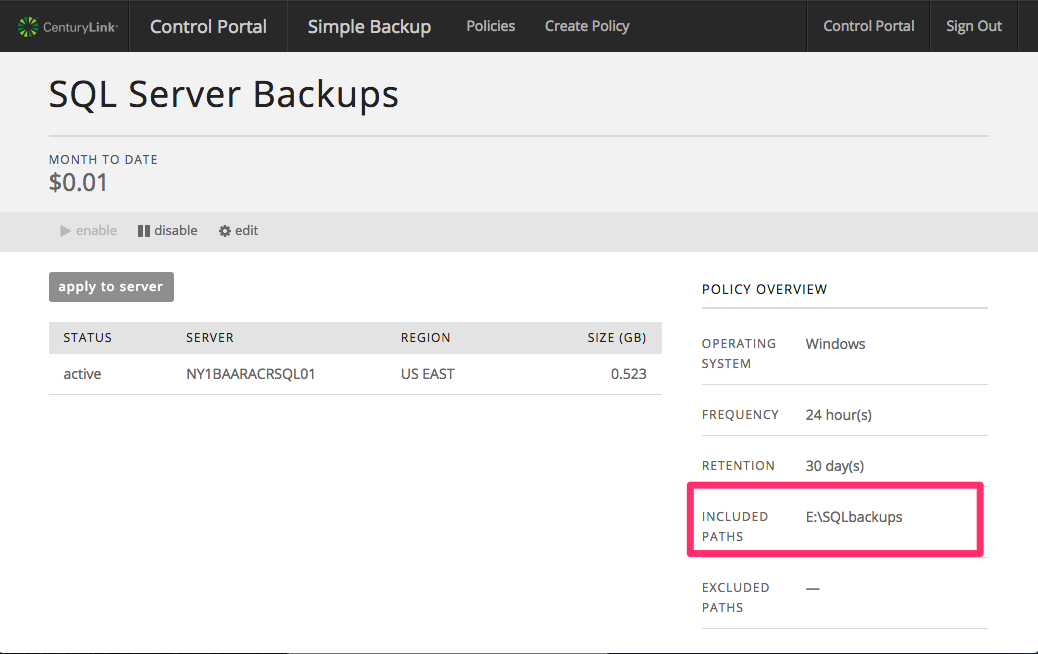 CenturyLink Control Portal Simple Backup Policies Create Policy Control Portal Sign Out
SQL Server Backups
MONTH TO DATE
$0.01
enable disable edit
apply to server
STATUS SERVER REGION SIZE (GB)
active NY1BAARACRSQL01 US EAST 0.523
POLICY OVERVIEW
OPERATING SYSTEM Windows
FREQUENCY 24 hour(s)
RETENTION 30 day(s)
INCLUDED PATHS E:\SQLbackups
EXCLUDED PATHS —